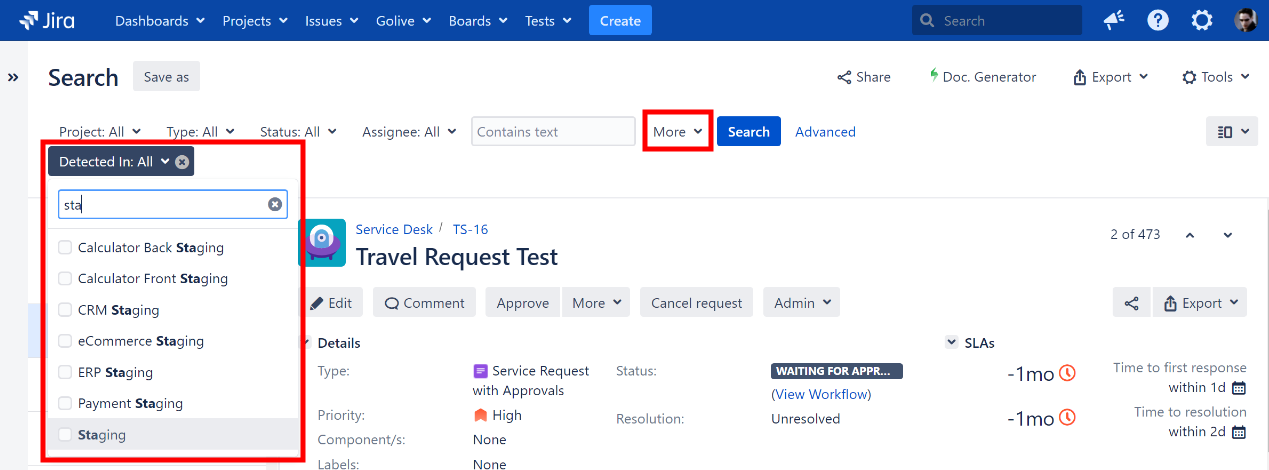 Jira Dashboards Projects Issues Golive Boards Tests Create Search
Search Save as Share Doc. Generator Export Tools
Project: All Type: All Status: All Assignee: All Contains text More Search Advanced
Detected In: All
sta
Calculator Back Staging
Calculator Front Staging
CRM Staging
eCommerce Staging
ERP Staging
Payment Staging
Staging
Service Desk / TS-16
2 of 473
Travel Request Test
Edit Comment Approve More Cancel request Admin Export
Details
Type: Service Request with Approvals
Status: WAITING FOR APPR...
(View Workflow)
Priority: High
Resolution: Unresolved
Component/s: None
Labels: None
SLAs
-1mo Time to first response
within 1d
-1mo Time to resolution
within 2d